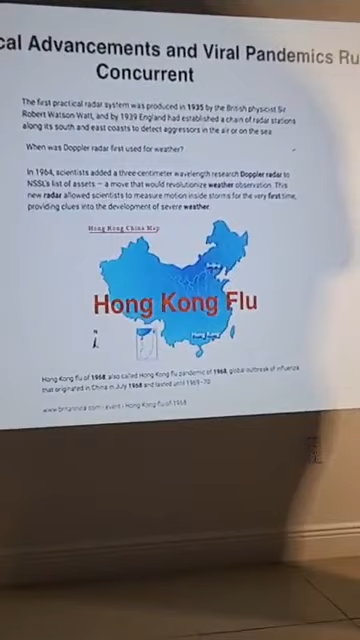 cal Advancements and Viral Pandemics Ru
Concurrent
The first practical radar system was produced in 1935 by the British physicist Sir
Robert Watson Watt, and by 1939 England had established a chain of radar stations
along its south and east coasts to detect aggressors in the air or on the sea.
When was Doppler radar first used for weather?
In 1964, scientists added a three-centimeter wavelength research Doppler radar to
NSSL's list of assets – a move that would revolutionize weather observation. This
new radar allowed scientists to measure motion inside storms for the very first time,
providing clues into the development of severe weather.
Hong Kong China Map
Hong Kong Flu
Hong Kong
N
Hong Kong flu of 1968, also called Hong Kong flu pandemic of 1968, global outbreak of influenza
that originated in China in July 1968 and lasted until 1969–70.
www.britannica.com › event › Hong-Kong-flu-of-1968